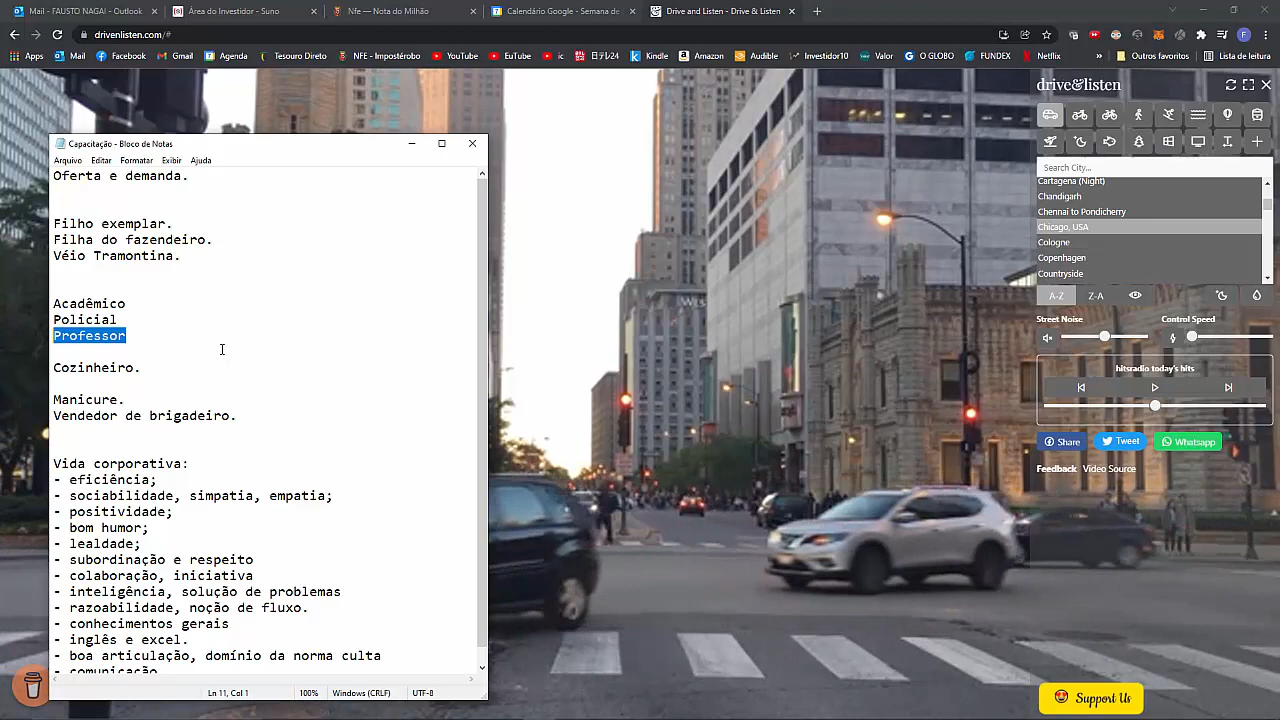 Mail - FAUSTO NAGAI - Outlook
Área do Investidor - Suno
Nfe — Nota do Milhão
Calendário Google - Semana de
Drive and Listen - Drive & Listen
drivenlisten.com/#
Apps
Mail
Facebook
Gmail
Agenda
Tesouro Direto
NFE - Impostérobo
YouTube
EuTube
ic
日刊/24
Kindle
Amazon
Audible
Investidor10
Valor
O GLOBO
FUNDEX
Netflix
»
Outros favoritos
Lista de leitura
drive&listen
Capacitação - Bloco de Notas
Arquivo Editar Formatar Exibir Ajuda
Oferta e demanda.
Filho exemplar.
Filha do fazendeiro.
Véio Tramontina.
Acadêmico
Policial
Professor
Cozinheiro.
Manicure.
Vendedor de brigadeiro.
Vida corporativa:
- eficiência;
- sociabilidade, simpatia, empatia;
- positividade;
- bom humor;
- lealdade;
- subordinação e respeito
- colaboração, iniciativa
- inteligência, solução de problemas
- razoabilidade, noção de fluxo.
- conhecimentos gerais
- inglês e excel.
- boa articulação, domínio da norma culta
- comunicação
Ln 11, Col 1
100%
Windows (CRLF)
UTF-8
Search City...
Cartagena (Night)
Chandigarh
Chennai to Pondicherry
Chicago, USA
Cologne
Copenhagen
Countryside
A-Z
Z-A
Street Noise
Control Speed
hitsradio today's hits
Share
Tweet
Whatsapp
Feedback Video Source
Support Us